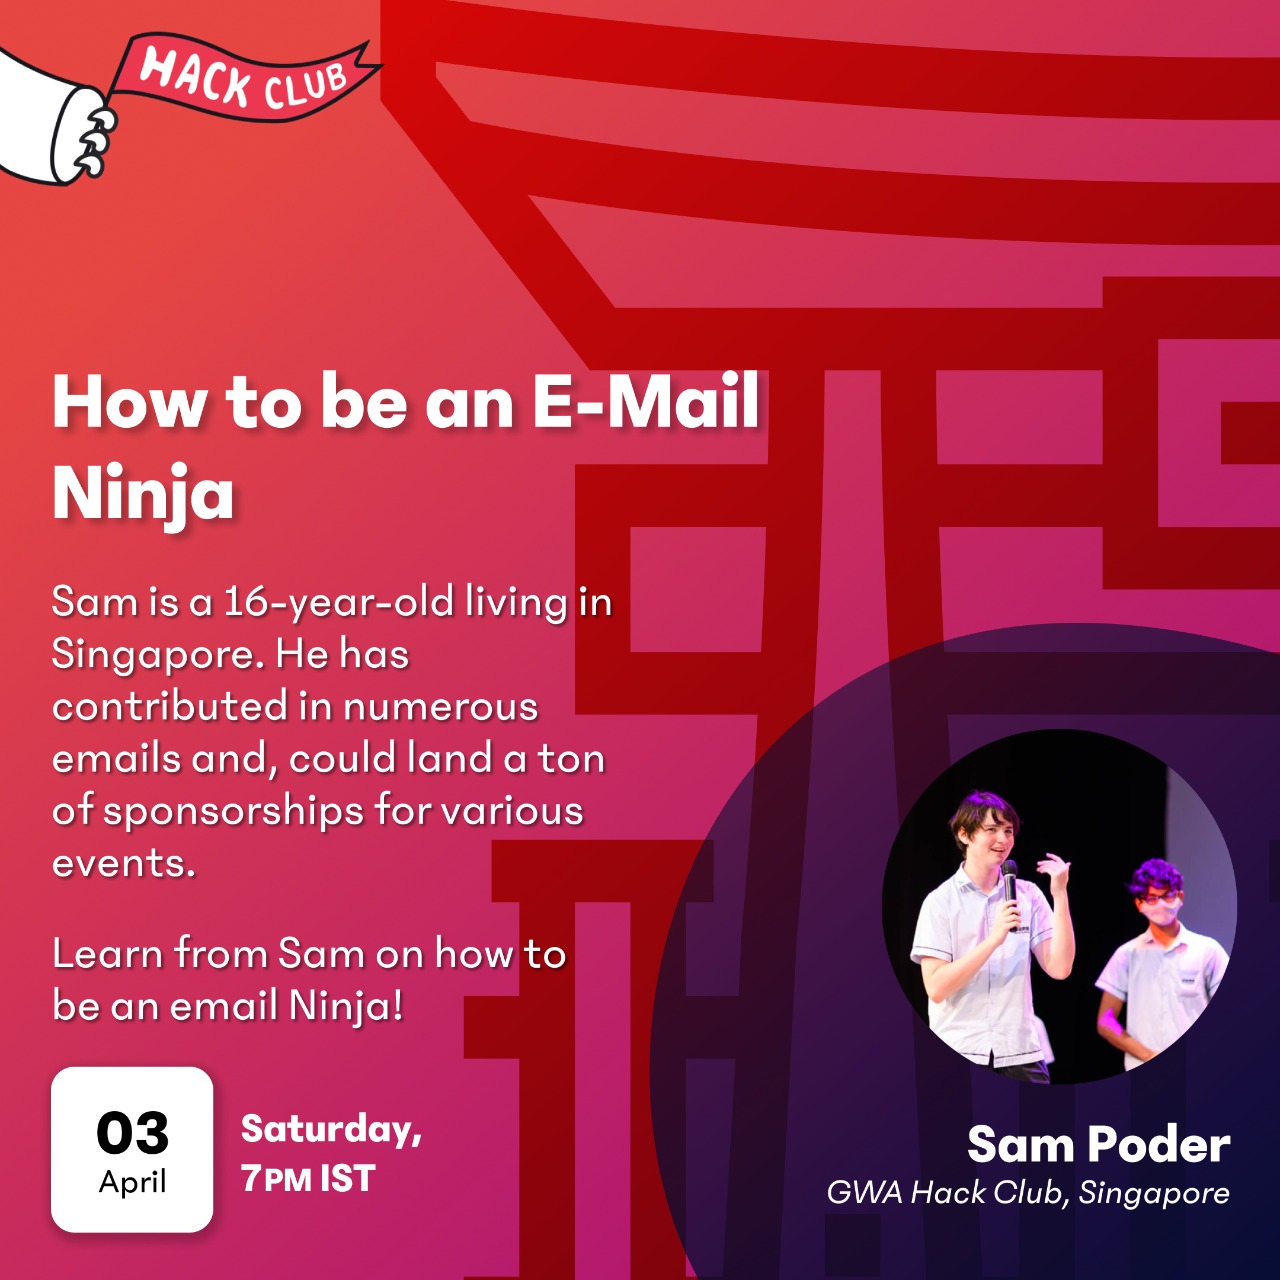 HACK CLUB
How to be an E-Mail
Ninja
Sam is a 16-year-old living in
Singapore. He has
contributed in numerous
emails and, could land a ton
of sponsorships for various
events.
Learn from Sam on how to
be an email Ninja!
03
April
Saturday,
7PM IST
Sam Poder
GWA Hack Club, Singapore